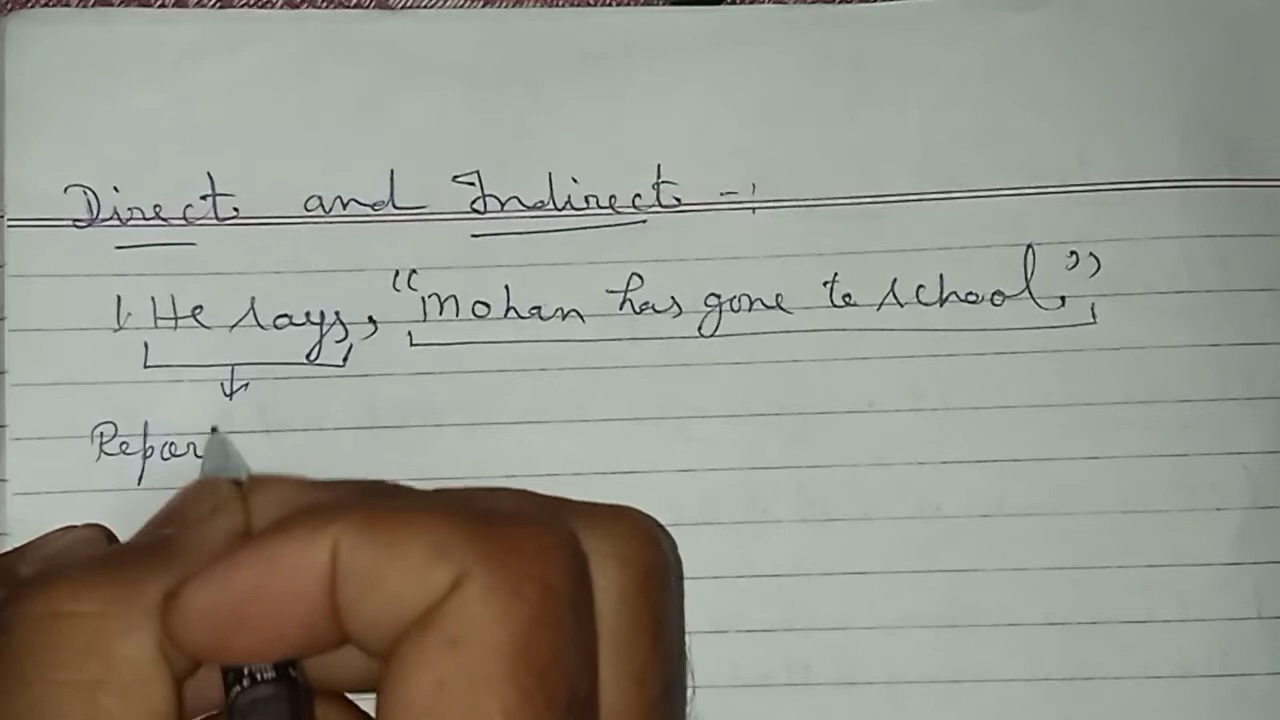 Direct and Indirect -:
1. He says, "Mohan has gone to school."
Repor